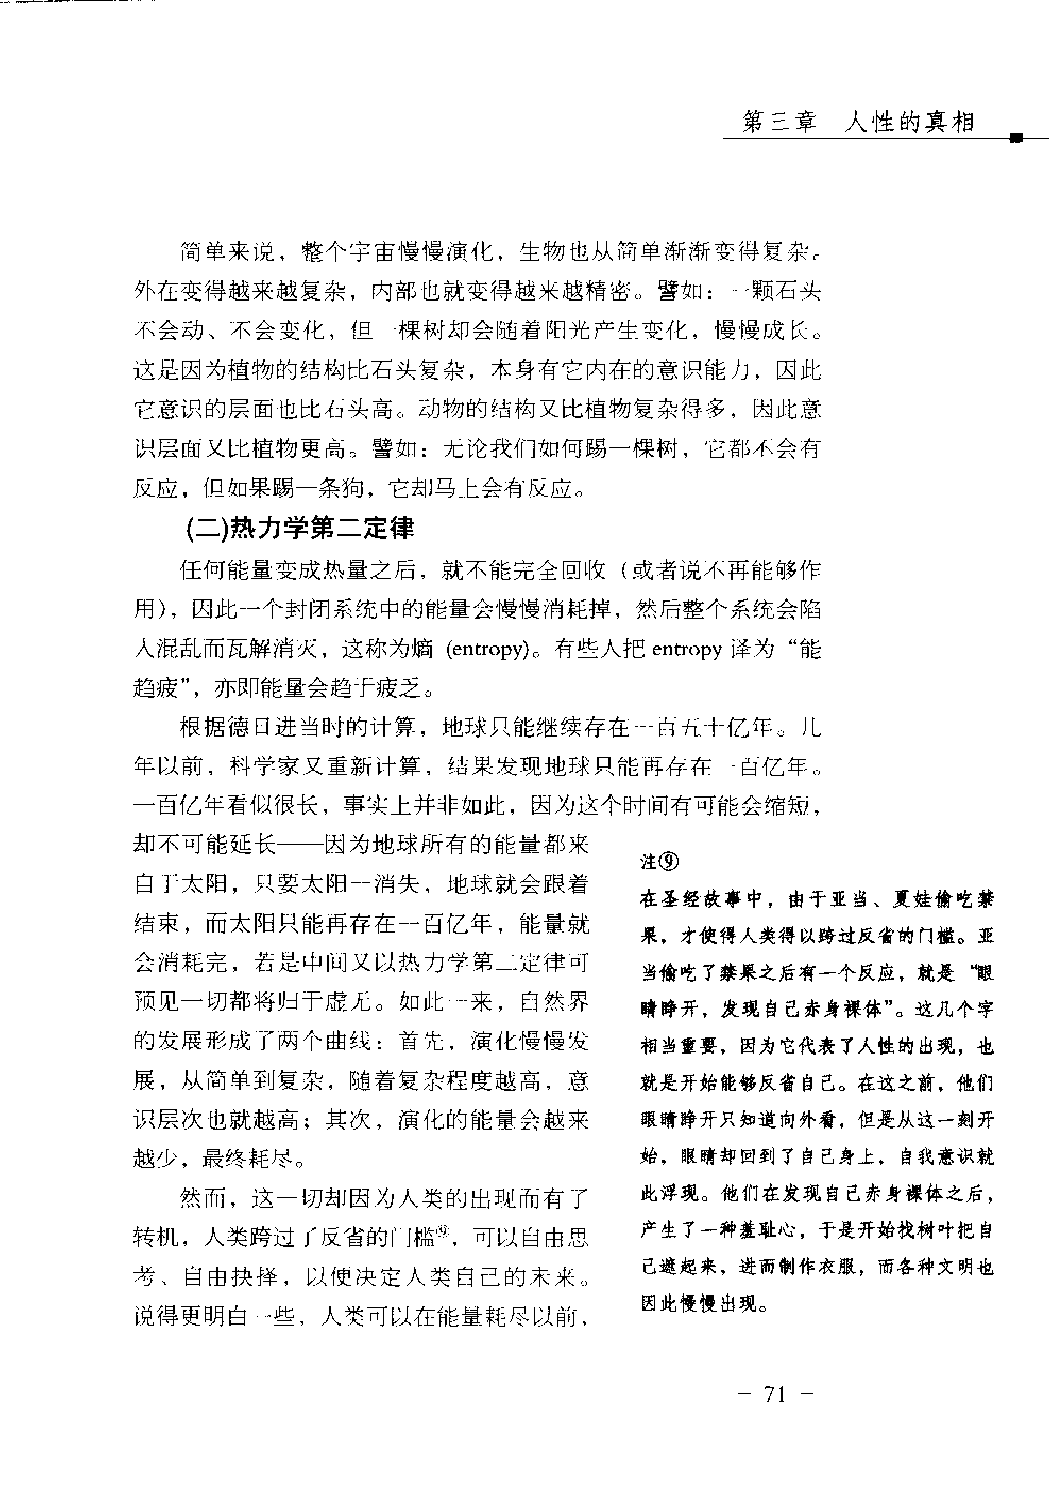 第三章　人性的真相
简单来说，整个宇宙慢慢演化，生物也从简单渐渐变得复杂。
外在变得越来越复杂，内部也就变得越来越精密。譬如：一颗石头
不会动、不会变化，但一棵树却会随着阳光产生变化，慢慢成长。
这是因为植物的结构比石头复杂，本身有它内在的意识能力，因此
它意识的层面也比石头高。动物的结构又比植物复杂得多，因此意
识层面又比植物更高。譬如：无论我们如何踢一棵树，它都不会有
反应，但如果踢一条狗，它却马上会有反应。
(二)热力学第二定律
任何能量变成热量之后，就不能完全回收（或者说不再能够作
用），因此一个封闭系统中的能量会慢慢消耗掉，然后整个系统会陷
入混乱而瓦解消灭，这称为熵 (entropy)。有些人把 entropy 译为“能
趋疲”，亦即能量会趋于疲乏。
根据德日进当时的计算，地球只能继续存在一百五十亿年。几
年以前，科学家又重新计算，结果发现地球只能再存在一百亿年。
一百亿年看似很长，事实上并非如此，因为这个时间有可能会缩短，
却不可能延长——因为地球所有的能量都来
自于太阳，只要太阳一消失，地球就会跟着
结束，而太阳只能再存在一百亿年，能量就
会消耗完，若是中间又以热力学第二定律可
预见一切都将归于虚无。如此一来，自然界
的发展形成了两个曲线：首先，演化慢慢发
展，从简单到复杂，随着复杂程度越高，意
识层次也就越高；其次，演化的能量会越来
越少，最终耗尽。
然而，这一切却因为人类的出现而有了
转机，人类跨过了反省的门槛⑨，可以自由思
考、自由抉择，以便决定人类自己的未来。
说得更明白一些，人类可以在能量耗尽以前，
注⑨
在圣经故事中，由于亚当、夏娃偷吃禁
果，才使得人类得以跨过反省的门槛。亚
当偷吃了禁果之后有一个反应，就是“眼
睛睁开，发现自己赤身裸体”。这几个字
相当重要，因为它代表了人性的出现，也
就是开始能够反省自己。在这之前，他们
眼睛睁开只知道向外看，但是从这一刻开
始，眼睛却回到了自己身上，自我意识就
此浮现。他们在发现自己赤身裸体之后，
产生了一种羞耻心，于是开始找树叶把自
己遮起来，进而制作衣服，而各种文明也
因此慢慢出现。
－ 71 －